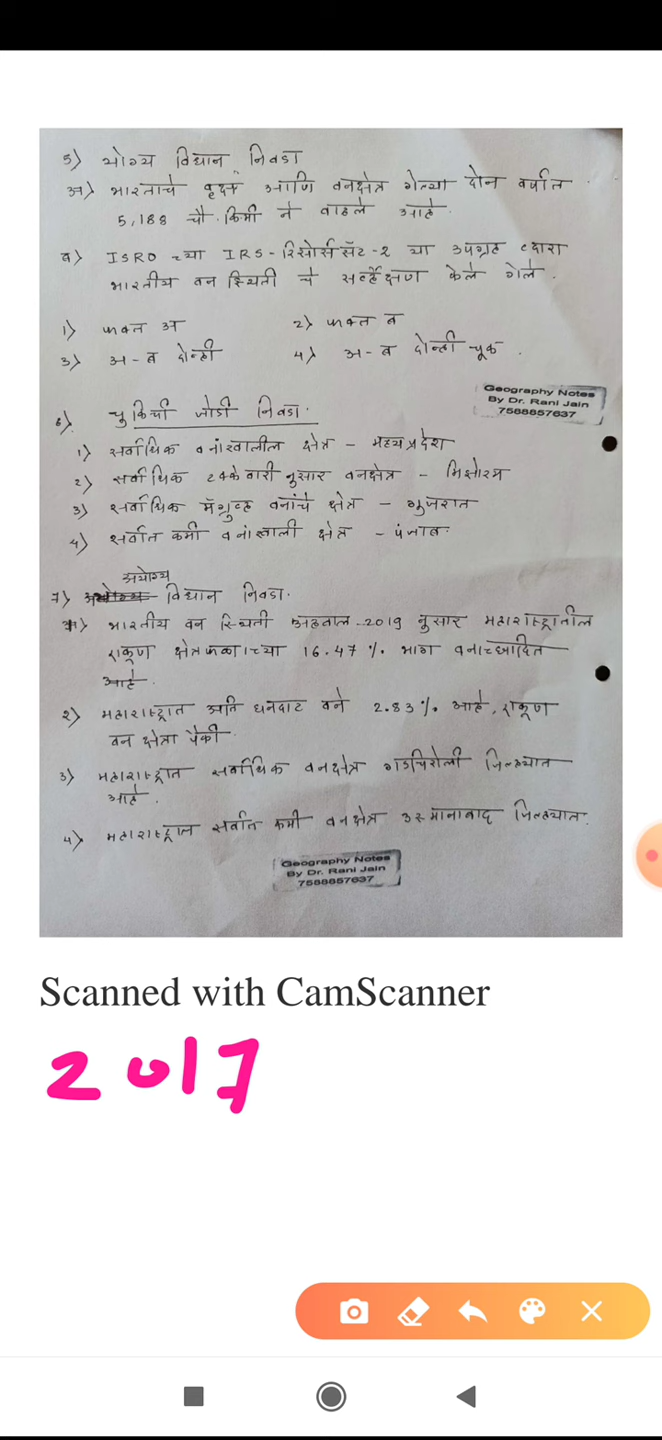 5) योग्य विधान निवडा
अ) भारताचे वृक्ष आणि वनक्षेत्र गेल्या दोन वर्षात
5,188 चौ. किमी ने वाढले आहे.
ब) ISRO च्या IRS-रिसोर्ससॅट-2 या उपग्रह द्वारा
भारतीय वन स्थिती चे सर्व्हेक्षण केले गेले.
1) फक्त अ 2) फक्त ब
3) अ-ब दोन्ही 4) अ-ब दोन्ही चूक.
Geography Notes
By Dr. Rani Jain
7588857637
6) चुकिची जोडी निवडा.
1) सर्वाधिक वनांखालील क्षेत्र - मध्यप्रदेश
2) सर्वाधिक टक्केवारी नुसार वनक्षेत्र - मिझोरम
3) सर्वाधिक मॅंग्रुव्ह वनांचे क्षेत्र - गुजरात
4) सर्वात कमी वनांखाली क्षेत्र - पंजाब.
अयोग्य
7) विधान निवडा.
भारतीय वन स्थिती अहवाल-2019 नुसार महाराष्ट्रातील
एकूण क्षेत्रफळाच्या 16.47 % भाग वनाच्छादित
आहे.
2) महाराष्ट्रात अति घनदाट वने 2.83% आहे, एकूण
वन क्षेत्रा पैकी.
3) महाराष्ट्रात सर्वाधिक वनक्षेत्र गडचिरोली जिल्ह्यात
आहे.
4) महाराष्ट्रात सर्वात कमी वनक्षेत्र उस्मानाबाद जिल्ह्यात.
Geography Notes
By Dr. Rani Jain
7588857637
Scanned with CamScanner
2017